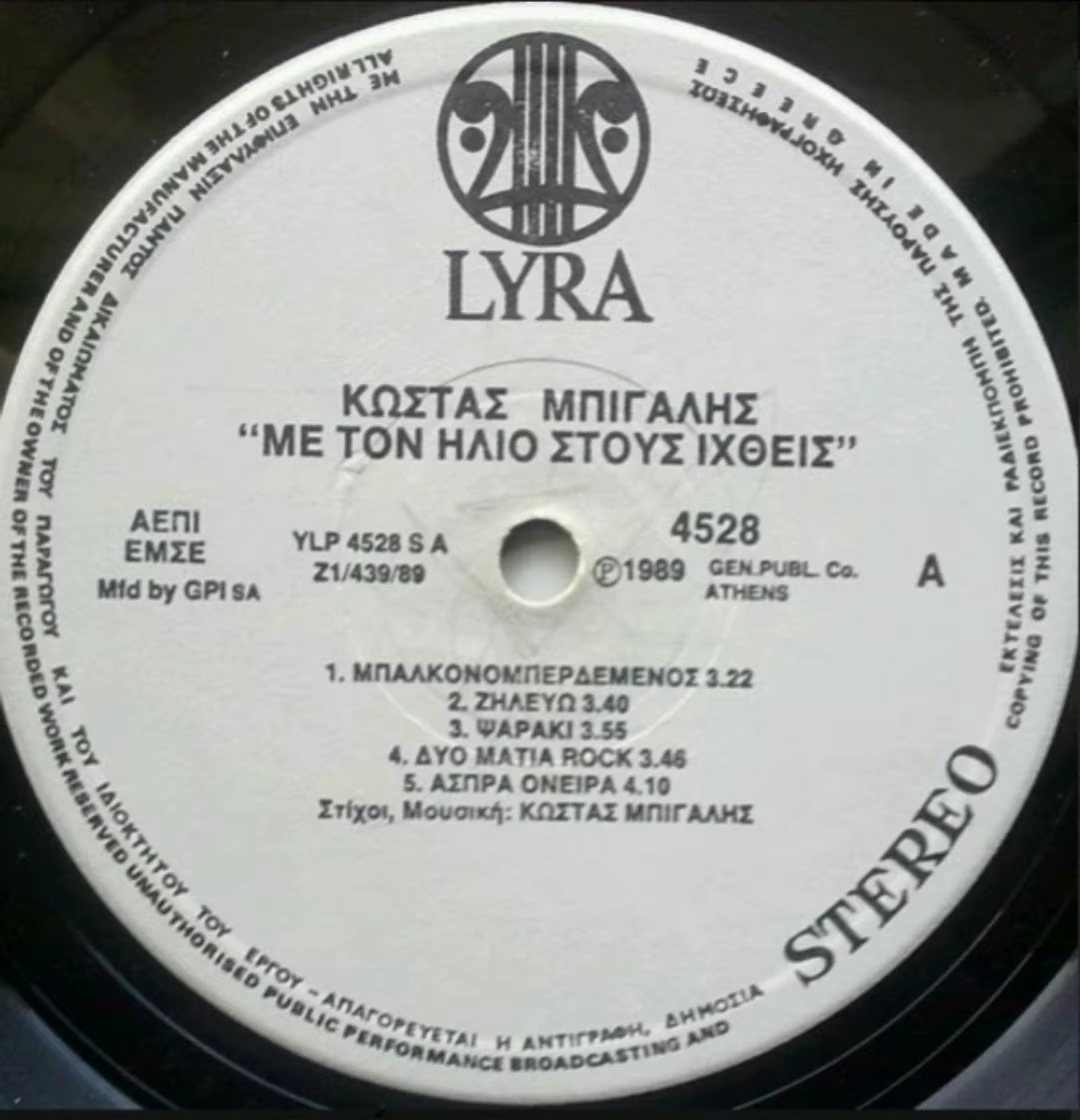 LYRA
ΚΩΣΤΑΣ ΜΠΙΓΑΛΗΣ
“ΜΕ ΤΟΝ ΗΛΙΟ ΣΤΟΥΣ ΙΧΘΕΙΣ”
ΑΕΠΙ
ΕΜΣΕ
Mfd by GPI SA
YLP 4528 S A
Z1/439/89
4528
℗1989 GEN.PUBL. Co.
ATHENS
A
1. ΜΠΑΛΚΟΝΟΜΠΕΡΔΕΜΕΝΟΣ 3.22
2. ΖΗΛΕΥΩ 3.40
3. ΨΑΡΑΚΙ 3.55
4. ΔΥΟ ΜΑΤΙΑ ROCK 3.46
5. ΑΣΠΡΑ ΟΝΕΙΡΑ 4.10
Στίχοι, Μουσική: ΚΩΣΤΑΣ ΜΠΙΓΑΛΗΣ
STEREO
ΜΕ ΤΗΝ ΕΠΙΦΥΛΑΞΙΝ ΠΑΝΤΟΣ ΔΙΚΑΙΩΜΑΤΟΣ ΤΟΥ ΠΑΡΑΓΩΓΟΥ ΚΑΙ ΤΟΥ ΙΔΙΟΚΤΗΤΟΥ ΤΟΥ ΕΡΓΟΥ – ΑΠΑΓΟΡΕΥΕΤΑΙ Η ΑΝΤΙΓΡΑΦΗ, ΔΗΜΟΣΙΑ ΕΚΤΕΛΕΣΙΣ ΚΑΙ ΡΑΔΙΕΚΠΟΜΠΗ ΤΗΣ ΠΑΡΟΥΣΗΣ ΗΧΟΓΡΑΦΗΣΕΩΣ
ALL RIGHTS OF THE MANUFACTURER AND OF THE OWNER OF THE RECORDED WORK RESERVED UNAUTHORISED PUBLIC PERFORMANCE BROADCASTING AND COPYING OF THIS RECORD PROHIBITED. MADE IN GREECE